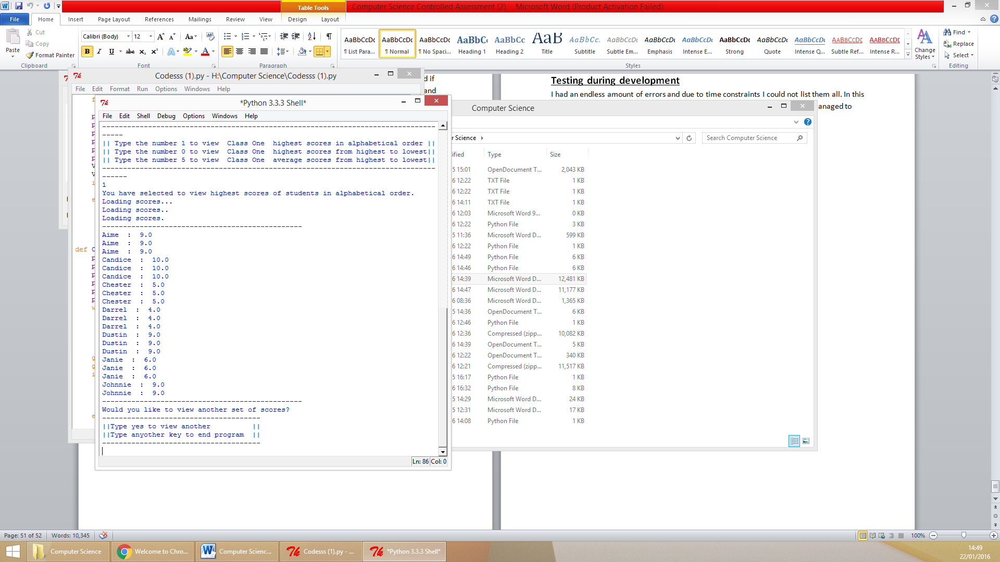 Table Tools
Computer Science Controlled Assessment (2) - Microsoft Word (Product Activation Failed)
File Home Insert Page Layout References Mailings Review View Design Layout
Paste
Cut
Copy
Format Painter
Clipboard
Calibri (Body) 12
Font
Paragraph
AaBbCcDc AaBbCcDc AaBbCcDc AaBbC AaBbCc AaB AaBbCc. AaBbCcDc AaBbCcDc AaBbCcDc AaBbCcDc AaBbCcDc AaBbCcDc AABBCCDE AABBCCDE
¶ List Para... ¶ Normal ¶ No Spaci... Heading 1 Heading 2 Title Subtitle Subtle Em... Emphasis Intense E... Strong Quote Intense Q... Subtle Ref... Intense R...
Styles
Change Styles
Find
Replace
Select
Editing
Codesss (1).py - H:\Computer Science\Codesss (1).py
File Edit Format Run Options Windows Help
d if
and
Testing during development
I had an endless amount of errors and due to time constraints I could not list them all. In this
anaged to
def C
*Python 3.3.3 Shell*
File Edit Shell Debug Options Windows Help
--------------------------------------------------------------------------------
-----
|| Type the number 1 to view  Class One  highest scores in alphabetical order ||
|| Type the number 0 to view  Class One  highest scores from highest to lowest||
|| Type the number 5 to view  Class One  average scores from highest to lowest||
--------------------------------------------------------------------------------
------
1
You have selected to view highest scores of students in alphabetical order.
Loading scores...
Loading scores..
Loading scores.
------------------------------------------------
Aime  :  9.0
Aime  :  9.0
Aime  :  9.0
Candice  :  10.0
Candice  :  10.0
Candice  :  10.0
Chester  :  5.0
Chester  :  5.0
Chester  :  5.0
Darrel  :  4.0
Darrel  :  4.0
Darrel  :  4.0
Dustin  :  9.0
Dustin  :  9.0
Dustin  :  9.0
Janie  :  6.0
Janie  :  6.0
Janie  :  6.0
Johnnie  :  9.0
Johnnie  :  9.0
------------------------------------------------
Would you like to view another set of scores?
--------------------------------------
||Type yes to view another          ||
||Type anyother key to end program  ||
--------------------------------------
Ln: 86 Col: 0
Computer Science
r Science
Search Computer Science
ified Type Size
5 15:01 OpenDocument T... 2,043 KB
6 12:22 TXT File 1 KB
6 12:22 TXT File 1 KB
6 14:11 TXT File 1 KB
6 12:03 Microsoft Word 9... 0 KB
6 12:22 Python File 3 KB
5 11:36 Microsoft Word D... 599 KB
6 12:22 Python File 1 KB
6 14:49 Python File 6 KB
6 14:46 Python File 6 KB
6 14:39 Microsoft Word D... 12,481 KB
6 14:47 Microsoft Word D... 11,177 KB
6 08:36 Microsoft Word D... 1,365 KB
5 14:36 OpenDocument T... 6 KB
6 12:46 Python File 1 KB
6 12:36 Compressed (zipp... 10,082 KB
6 14:39 OpenDocument T... 5 KB
6 12:22 OpenDocument T... 340 KB
6 12:21 Compressed (zipp... 11,517 KB
5 16:17 Python File 1 KB
5 16:32 Python File 8 KB
5 14:29 Microsoft Word D... 24 KB
5 12:31 Microsoft Word D... 17 KB
6 14:08 Python File 1 KB
Page: 51 of 52 Words: 10,345 100%
Computer Science Welcome to Chro... Computer Scienc... Codesss (1).py - ... *Python 3.3.3 Shell*
14:49
22/01/2016